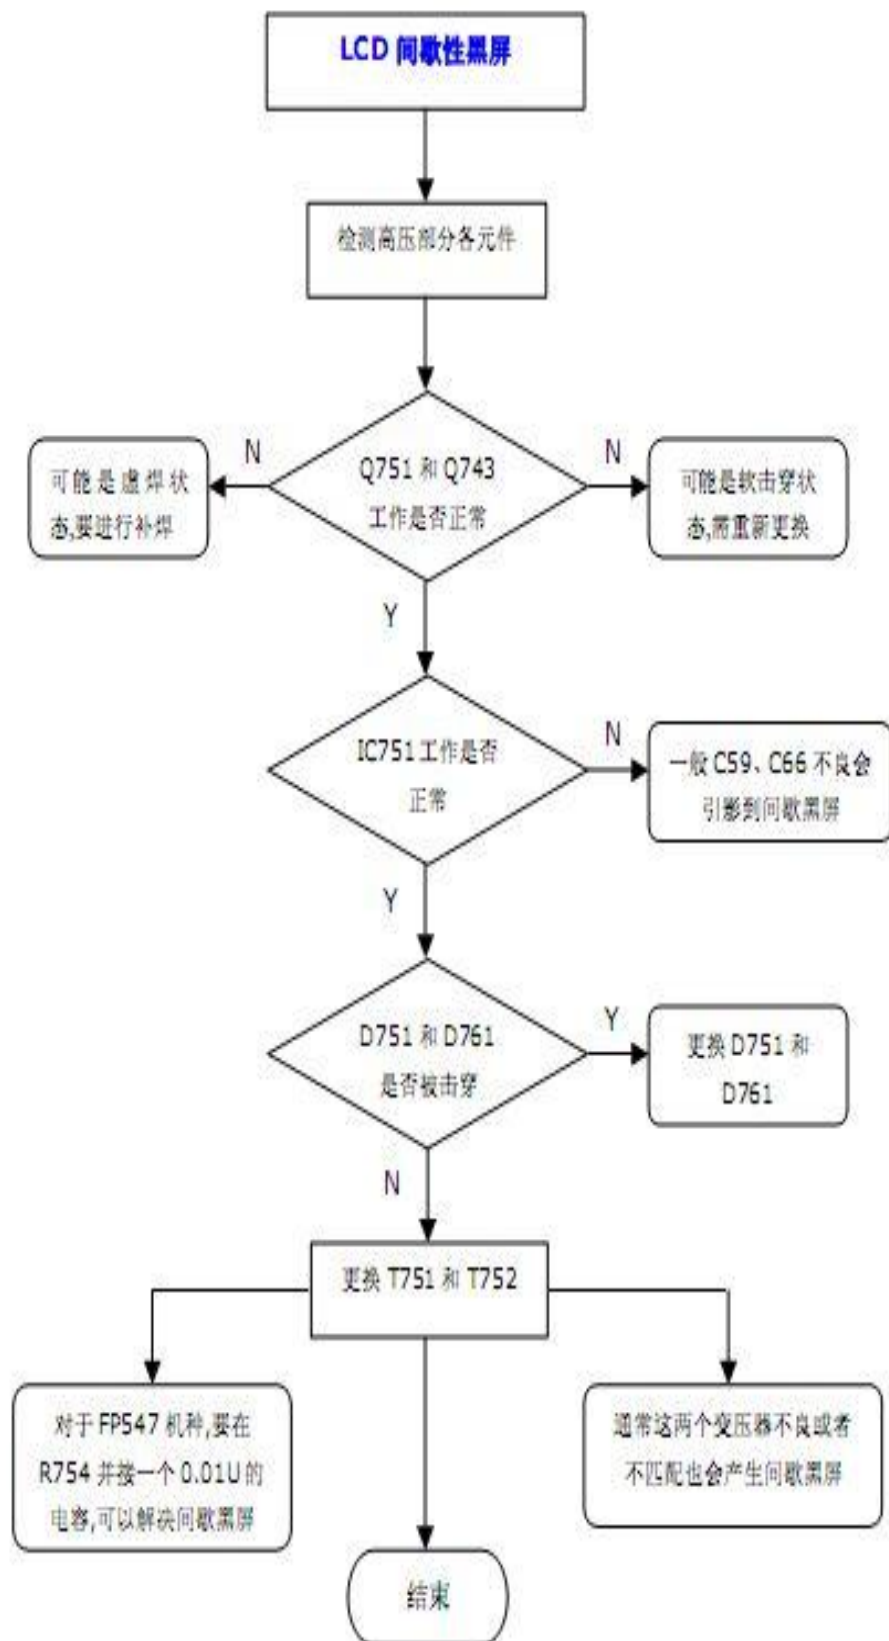 LCD 间歇性黑屏
检测高压部分各元件
N
N
可能是虚焊状
态,要进行补焊
Q751 和 Q743
工作是否正常
可能是软击穿状
态,需重新更换
Y
IC751 工作是否
正常
N
一般 C59、C66 不良会
引影到间歇黑屏
Y
D751 和 D761
是否被击穿
Y
更换 D751 和
D761
N
更换 T751 和 T752
对于 FP547 机种,要在
R754 并接一个 0.01U 的
电容,可以解决间歇黑屏
通常这两个变压器不良或者
不匹配也会产生间歇黑屏
结束